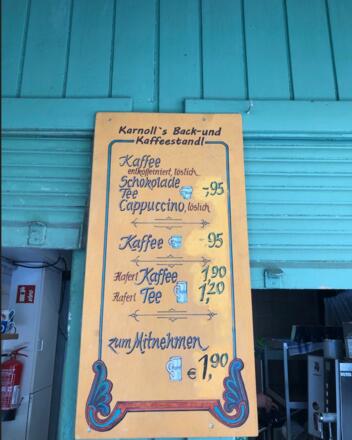 Karnoll`s Back-und
Kaffeestandl
Kaffee
entkoffeiniert, löslich
Schokolade
Tee -,95
Cappuccino, löslich
Kaffee -,95
Haferl Kaffee 1,90
Haferl Tee 1,20
zum Mitnehmen
€ 1,90